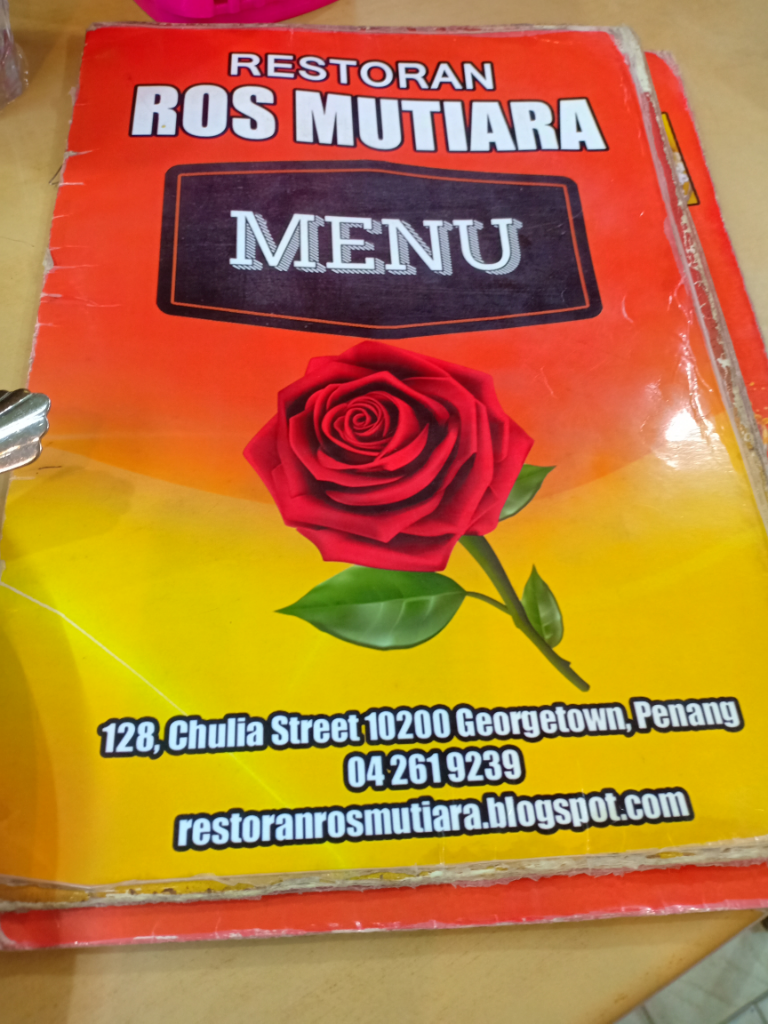 RESTORAN
ROS MUTIARA
MENU
128, Chulia Street 10200 Georgetown, Penang
04 261 9239
restoranrosmutiara.blogspot.com